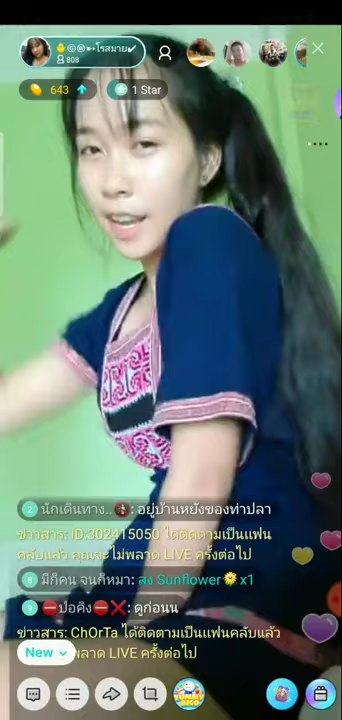 โรสมาย✔
808
643
1 Star
2 นักเดินทาง..: อยู่บ้านหยังของท่าปลา
ข่าวสาร: ID:302415050 ได้ติดตามเป็นแฟน
คลับแล้ว คุณจะไม่พลาด LIVE ครั้งต่อไป
8 มีก็คน จนก็หมา: ส่ง Sunflower🌻x1
9 ⛔ป๋อคิง⛔❌: ดูก่อนน
ข่าวสาร: ChOrTa ได้ติดตามเป็นแฟนคลับแล้ว
New
พลาด LIVE ครั้งต่อไป